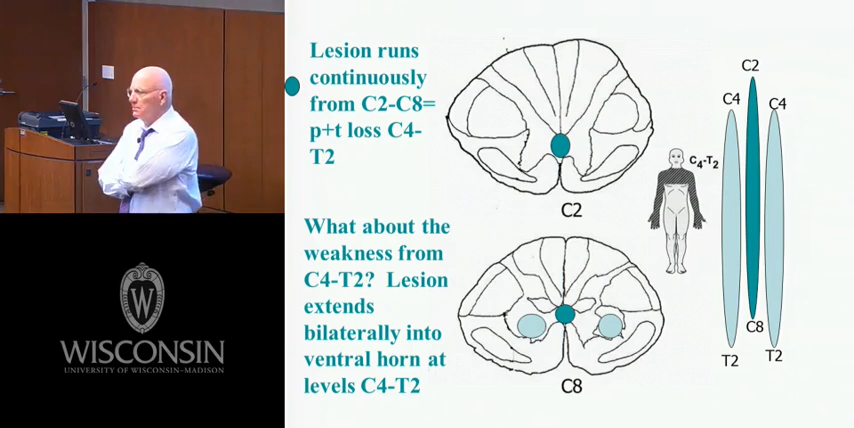 Lesion runs
continuously
from C2-C8=
p+t loss C4-
T2
What about the
weakness from
C4-T2? Lesion
extends
bilaterally into
ventral horn at
levels C4-T2
C2
C8
C4-T2
C2
C4
C4
C8
T2
T2
W
WISCONSIN
UNIVERSITY OF WISCONSIN–MADISON